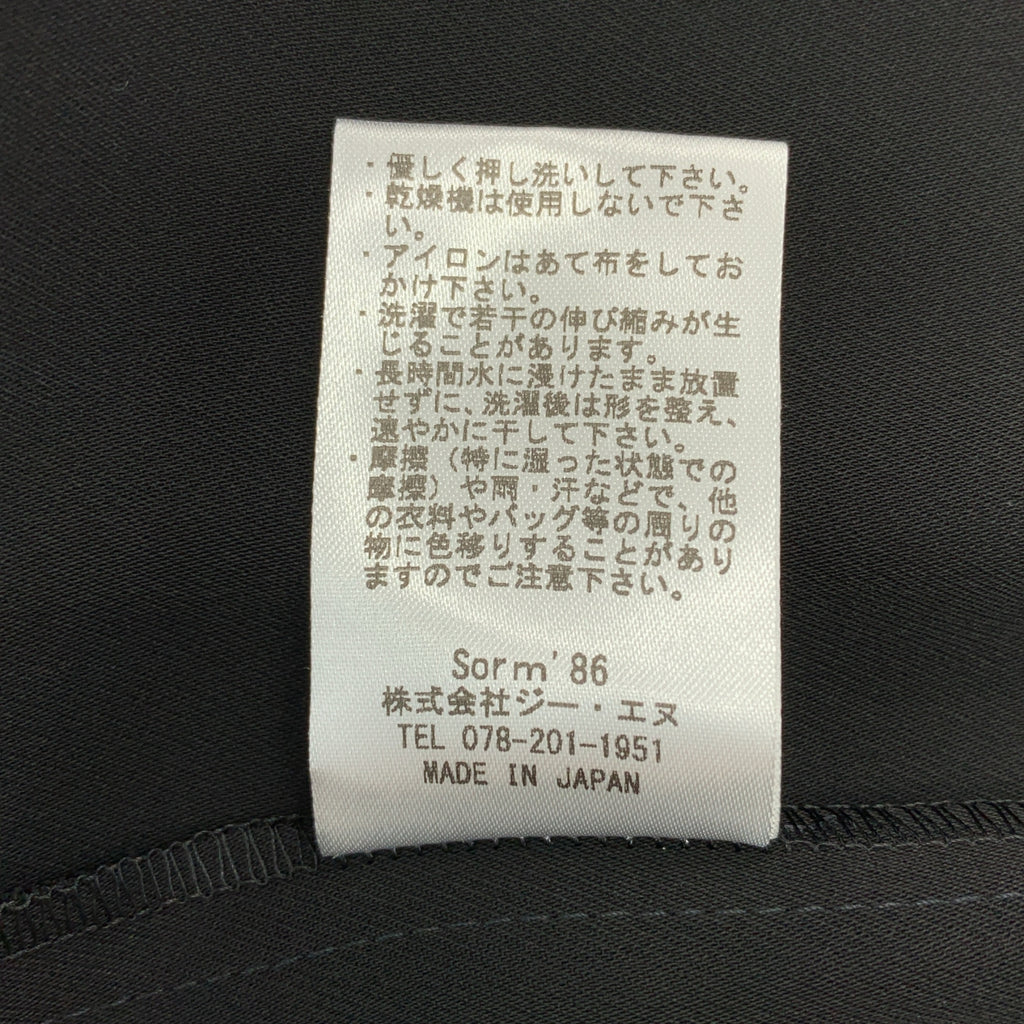 ・優しく押し洗いして下さい。
・乾燥機は使用しないで下さ
い。
・アイロンはあて布をしてお
かけ下さい。
・洗濯で若干の伸び縮みが生
じることがあります。
・長時間水に漫けたまま放置
せずに、洗濯後は形を整え、
速やかに干して下さい。
・摩擦（特に湿った状態での
摩擦）や雨・汗などで、他
の衣料やバッグ等の周りの
物に色移りすることがあり
ますのでご注意下さい。
Sorm'86
株式会社ジー・エヌ
TEL 078-201-1951
MADE IN JAPAN